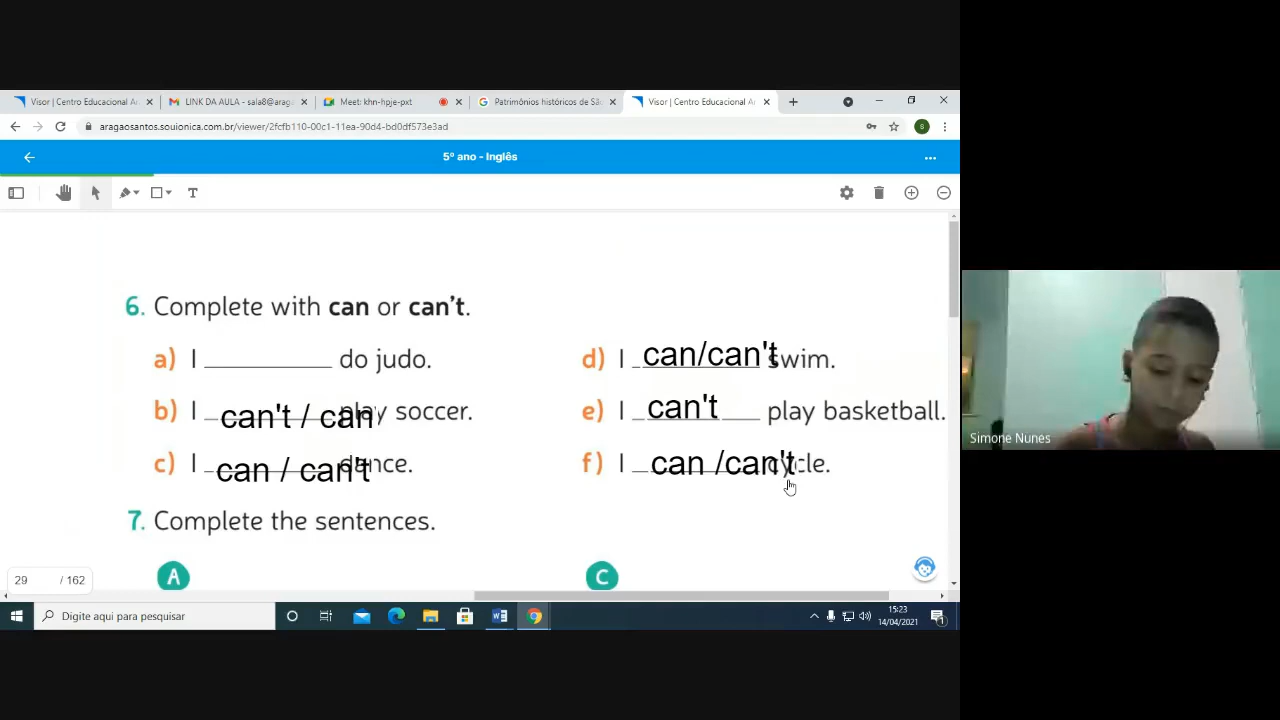 Visor | Centro Educacional Ar
LINK DA AULA - sala8@arag
Meet: khn-hpje-pxt
Patrimônios históricos de Sã
Visor | Centro Educacional Ar
aragaosantos.souionica.com.br/viewer/2fcfb110-00c1-11ea-90d4-bd0df573e3ad
S
5º ano - Inglês
T
6. Complete with can or can't.
a) I __________ do judo.
b) I can't / can play soccer.
c) I can / can't dance.
d) I can/can't swim.
e) I can't play basketball.
f) I can /can't cycle.
7. Complete the sentences.
A
C
29 / 162
Simone Nunes
Digite aqui para pesquisar
15:23
14/04/2021
1